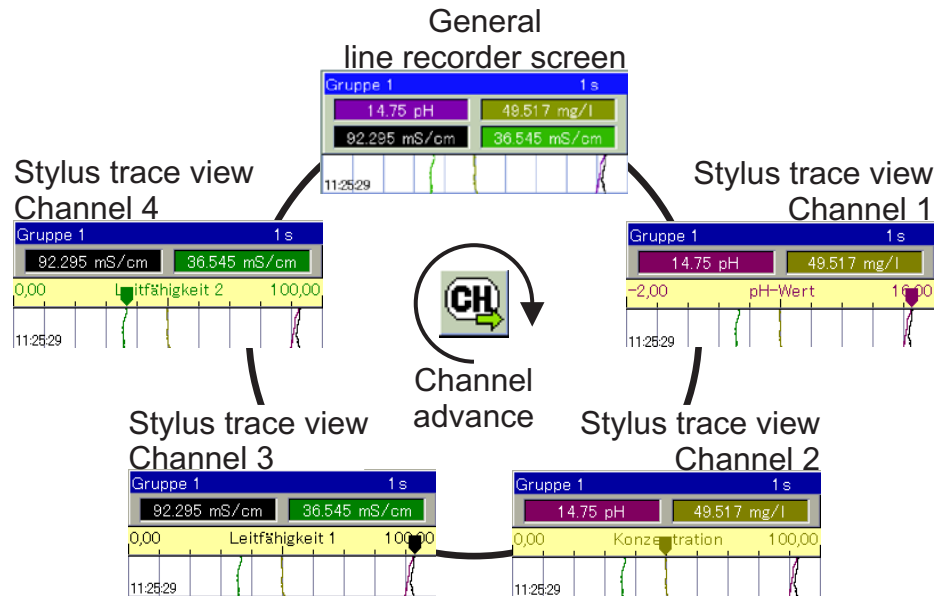 General
line recorder screen
Gruppe 1 1 s
14.75 pH 49.517 mg/l
92.295 mS/cm 36.545 mS/cm
11:25:29
Stylus trace view
Channel 4
Gruppe 1 1 s
92.295 mS/cm 36.545 mS/cm
0,00 Leitfähigkeit 2 100,00
11:25:29
Stylus trace view
Channel 1
Gruppe 1 1 s
14.75 pH 49.517 mg/l
-2,00 pH-Wert 16,00
11:25:29
CH
Channel
advance
Stylus trace view
Channel 3
Gruppe 1 1 s
92.295 mS/cm 36.545 mS/cm
0,00 Leitfähigkeit 1 100,00
11:25:29
Stylus trace view
Channel 2
Gruppe 1 1 s
14.75 pH 49.517 mg/l
0,00 Konzentration 100,00
11:25:29